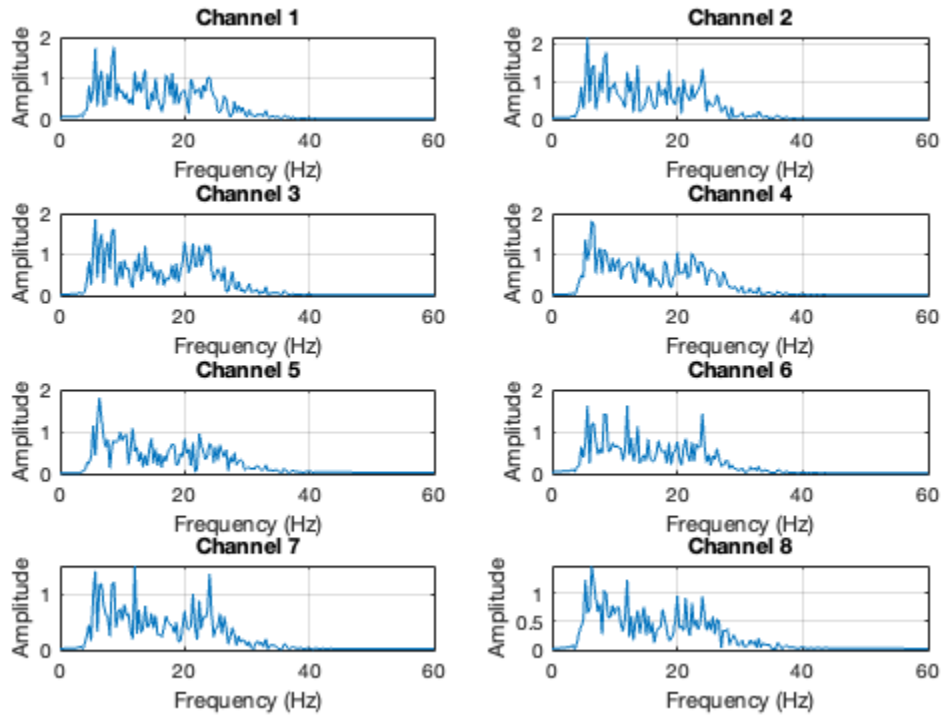 Channel 1
Amplitude
2
1
0
0 20 40 60
Frequency (Hz)
Channel 2
Amplitude
2
1
0
0 20 40 60
Frequency (Hz)
Channel 3
Amplitude
2
1
0
0 20 40 60
Frequency (Hz)
Channel 4
Amplitude
2
1
0
0 20 40 60
Frequency (Hz)
Channel 5
Amplitude
2
1
0
0 20 40 60
Frequency (Hz)
Channel 6
Amplitude
2
1
0
0 20 40 60
Frequency (Hz)
Channel 7
Amplitude
1
0
0 20 40 60
Frequency (Hz)
Channel 8
Amplitude
1
0.5
0
0 20 40 60
Frequency (Hz)